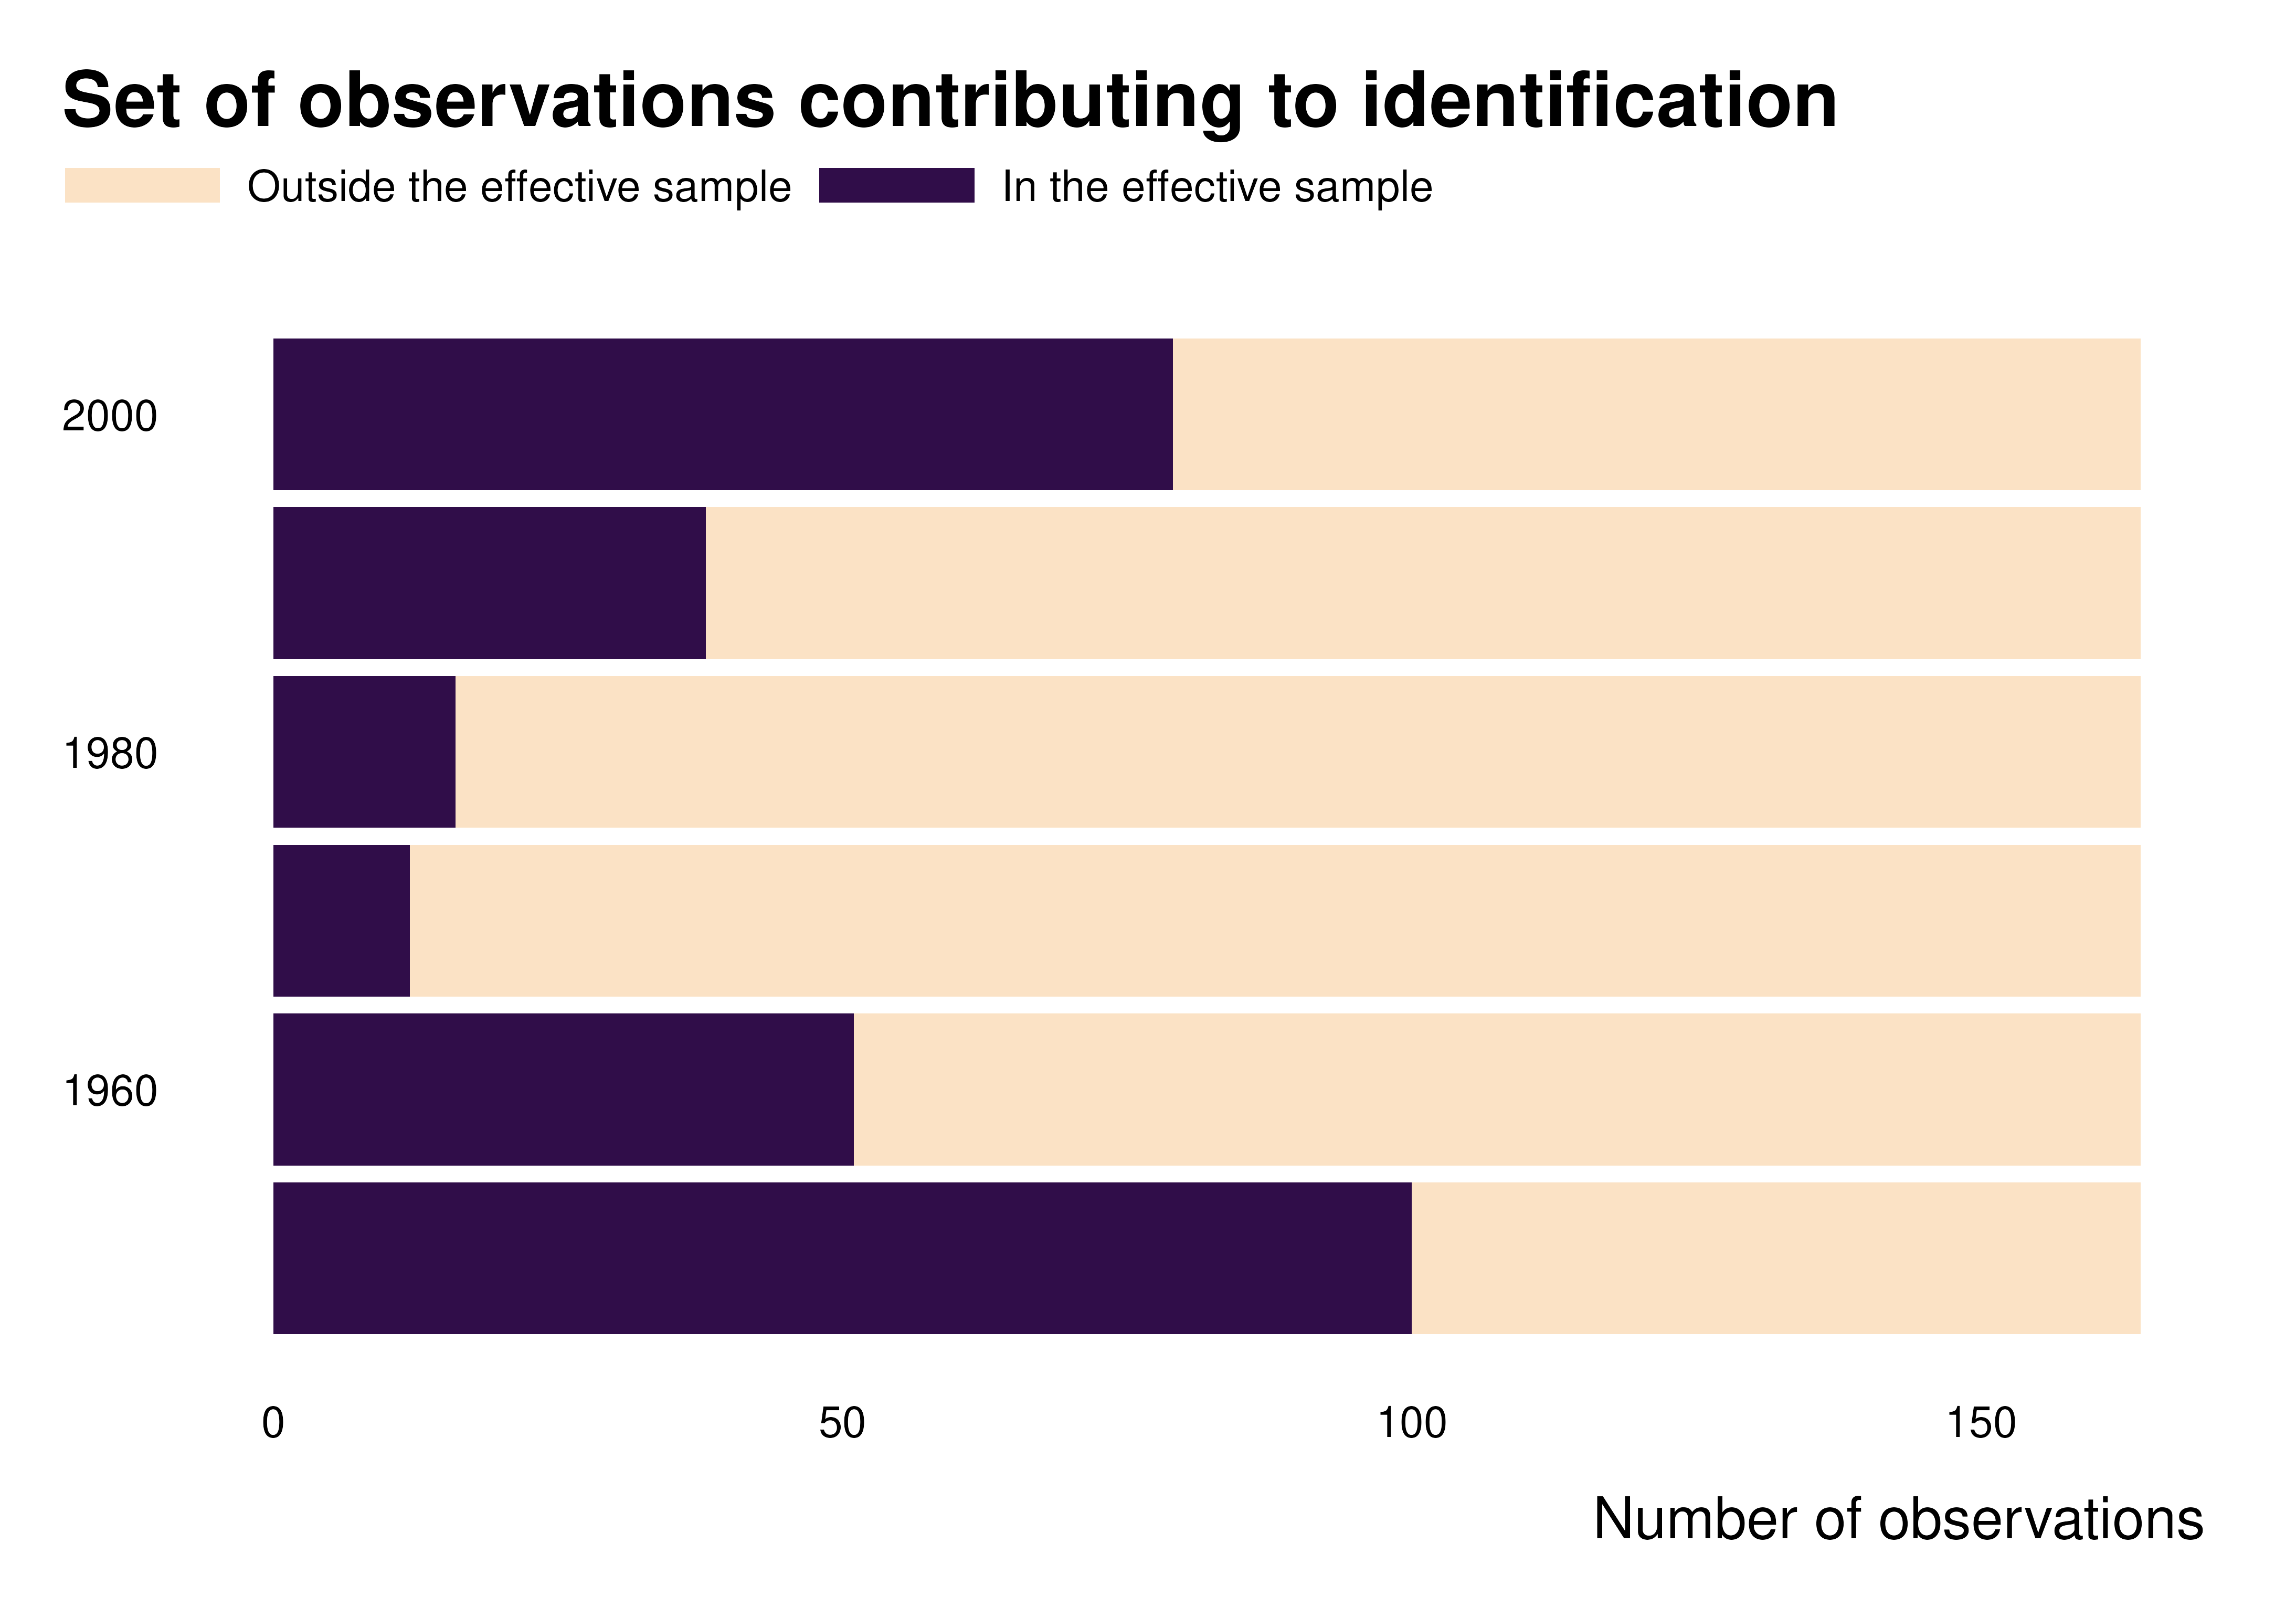 Set of observations contributing to identification
Outside the effective sample In the effective sample
2000
1980
1960
0 50 100 150
Number of observations